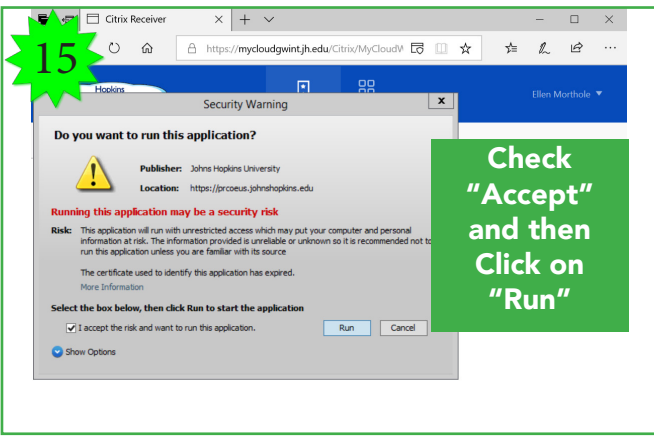 15
Citrix Receiver
https://mycloudgwint.jh.edu/Citrix/MyCloudW
Hopkins
Ellen Morthole
Security Warning
x
Do you want to run this application?
Publisher: Johns Hopkins University
Location: https://prcoeus.johnshopkins.edu
Running this application may be a security risk
Risk: This application will run with unrestricted access which may put your computer and personal
information at risk. The information provided is unreliable or unknown so it is recommended not to
run this application unless you are familiar with its source
The certificate used to identify this application has expired.
More Information
Select the box below, then click Run to start the application
I accept the risk and want to run this application.
Run
Cancel
Show Options
Check
"Accept"
and then
Click on
"Run"